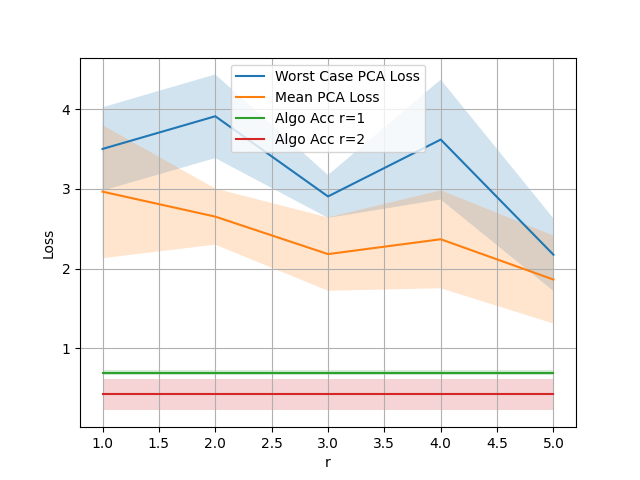 Worst Case PCA Loss
Mean PCA Loss
Algo Acc r=1
Algo Acc r=2
4
3
2
1
Loss
1.0 1.5 2.0 2.5 3.0 3.5 4.0 4.5 5.0
r